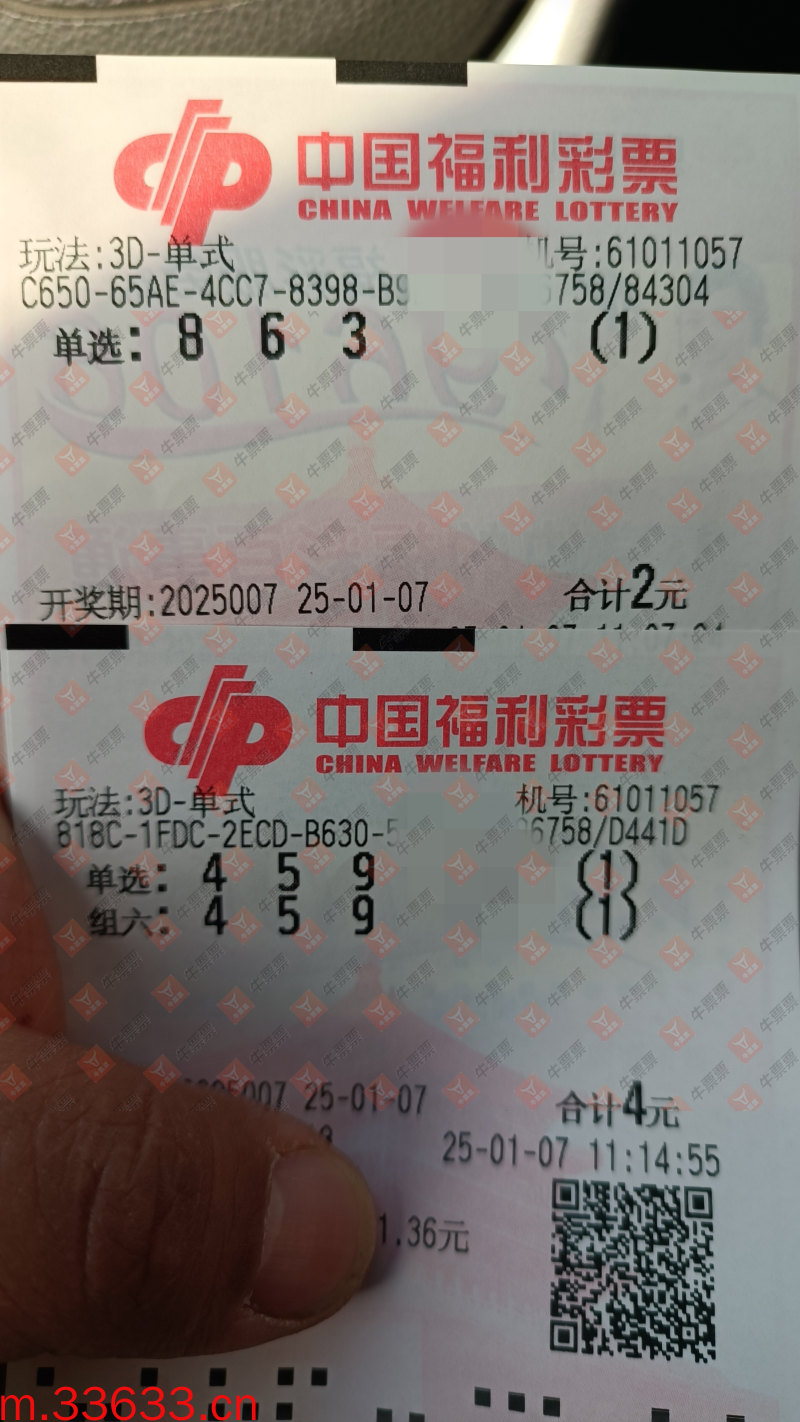 中国福利彩票
CHINA WELFARE LOTTERY
玩法:3D-单式 机号:61011057
C650-65AE-4CC7-8398-B9 6758/84304
单选: 8 6 3 (1)
开奖期:2025007 25-01-07 合计2元
中国福利彩票
CHINA WELFARE LOTTERY
玩法:3D-单式 机号:61011057
818C-1FDC-2ECD-B630-5 6758/D441D
单选: 4 5 9 (1)
组六: 4 5 9 (1)
25-01-07 合计4元
25-01-07 11:14:55
1.36元
牛票票
m.33633.cn